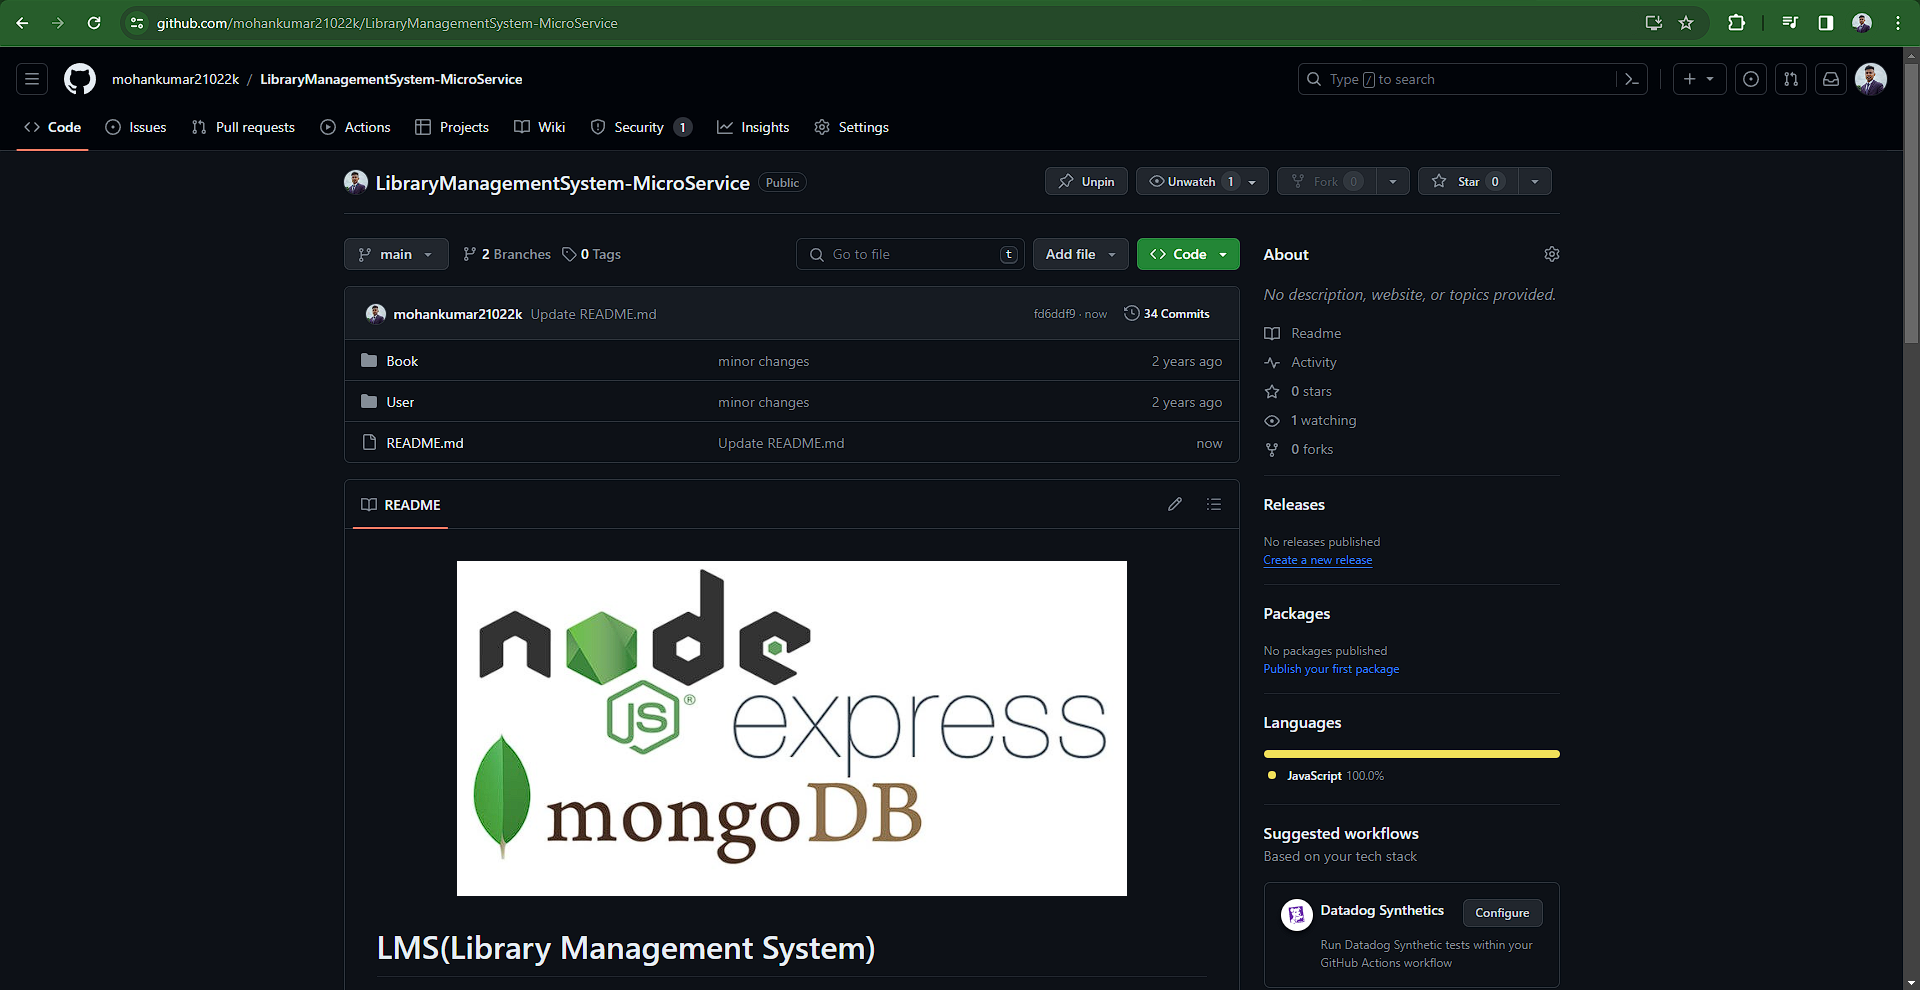 github.com/mohankumar21022k/LibraryManagementSystem-MicroService
mohankumar21022k / LibraryManagementSystem-MicroService
Type / to search
Code Issues Pull requests Actions Projects Wiki Security 1 Insights Settings
LibraryManagementSystem-MicroService Public
Unpin Unwatch 1 Fork 0 Star 0
main 2 Branches 0 Tags
Go to file t
Add file
Code
mohankumar21022k Update README.md fd6ddf9 · now 34 Commits
Book minor changes 2 years ago
User minor changes 2 years ago
README.md Update README.md now
README
node
JS ®
express
mongoDB
LMS(Library Management System)
About
No description, website, or topics provided.
Readme
Activity
0 stars
1 watching
0 forks
Releases
No releases published
Create a new release
Packages
No packages published
Publish your first package
Languages
JavaScript 100.0%
Suggested workflows
Based on your tech stack
Datadog Synthetics
Configure
Run Datadog Synthetic tests within your
GitHub Actions workflow